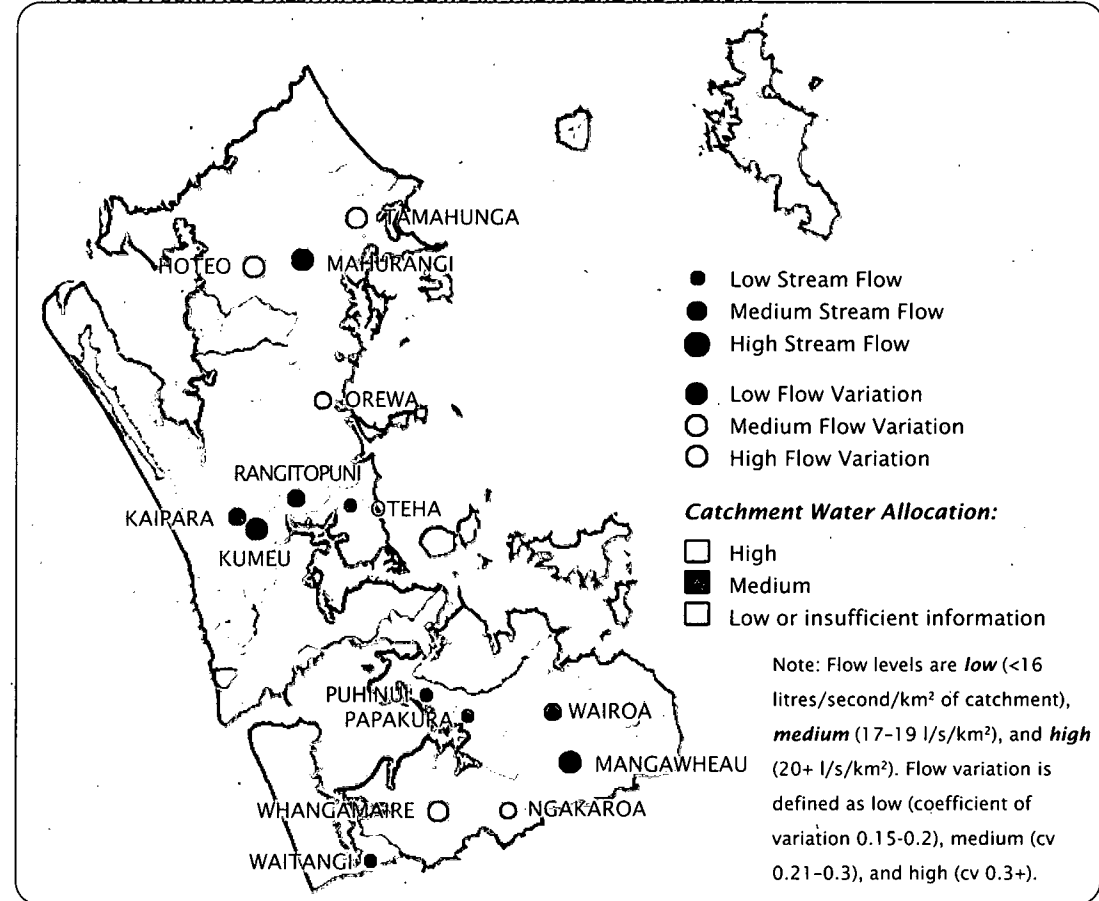 TAMAHUNGA
HOTEO
MAHURANGI
Low Stream Flow
Medium Stream Flow
High Stream Flow
Low Flow Variation
Medium Flow Variation
High Flow Variation
OREWA
RANGITOPUNI
KAIPARA
OTEHA
KUMEU
Catchment Water Allocation:
High
Medium
Low or insufficient information
Note: Flow levels are low (<16
litres/second/km² of catchment),
medium (17–19 l/s/km²), and high
(20+ l/s/km²). Flow variation is
defined as low (coefficient of
variation 0.15-0.2), medium (cv
0.21–0.3), and high (cv 0.3+).
PUHINUI
PAPAKURA
WAIROA
MANGAWHEAU
WHANGAMAIRE
NGAKAROA
WAITANGI